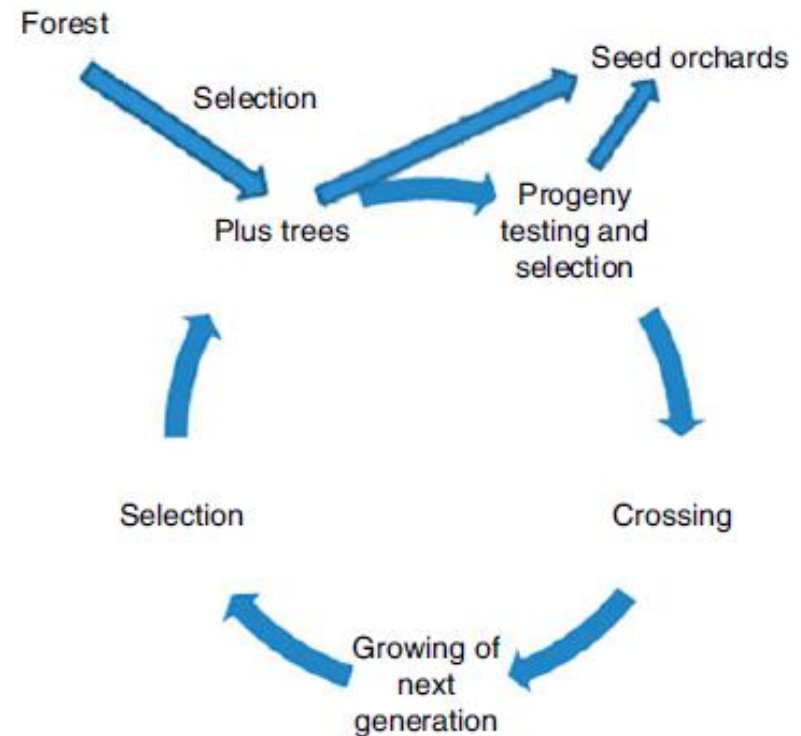 Forest
Selection
Seed orchards
Plus trees
Progeny
testing and
selection
Selection
Crossing
Growing of
next
generation